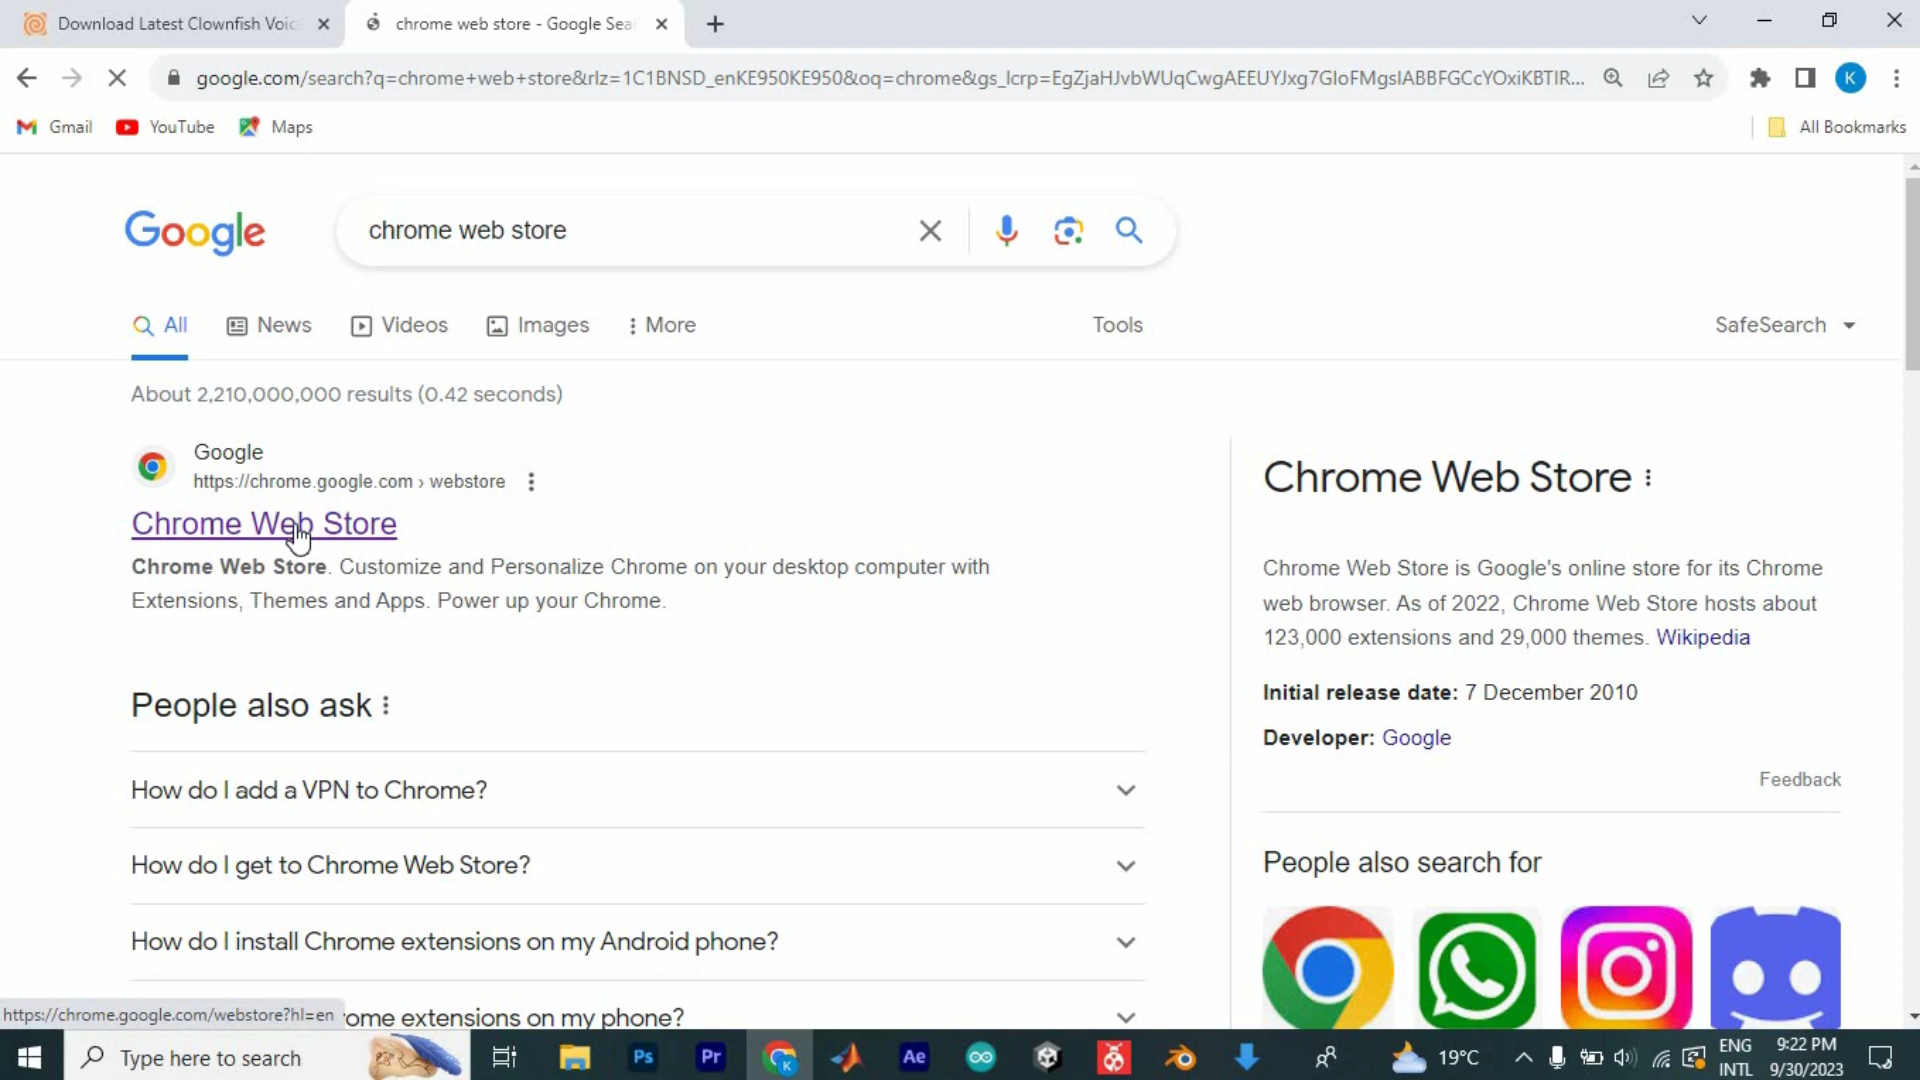 Download Latest Clownfish Voic
chrome web store - Google Sea
google.com/search?q=chrome+web+store&rlz=1C1BNSD_enKE950KE950&oq=chrome&gs_lcrp=EgZjaHJvbWUqCwgAEEUYJxg7GIoFMgsIABBFGCcYOxiKBTIR...
K
Gmail
YouTube
Maps
All Bookmarks
Google
chrome web store
All
News
Videos
Images
More
Tools
SafeSearch
About 2,210,000,000 results (0.42 seconds)
Google
https://chrome.google.com › webstore
Chrome Web Store
Chrome Web Store. Customize and Personalize Chrome on your desktop computer with
Extensions, Themes and Apps. Power up your Chrome.
People also ask
How do I add a VPN to Chrome?
How do I get to Chrome Web Store?
How do I install Chrome extensions on my Android phone?
ome extensions on my phone?
Chrome Web Store
Chrome Web Store is Google's online store for its Chrome
web browser. As of 2022, Chrome Web Store hosts about
123,000 extensions and 29,000 themes. Wikipedia
Initial release date: 7 December 2010
Developer: Google
Feedback
People also search for
https://chrome.google.com/webstore?hl=en
Type here to search
Ps
Pr
K
Ae
19°C
ENG
INTL
9:22 PM
9/30/2023